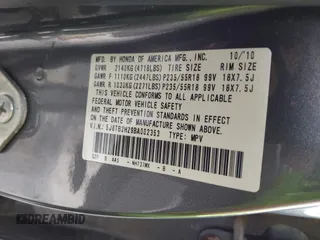 MFD. BY HONDA OF AMERICA MFG., INC. 10/10
GVWR 2140KG (4718LBS) TIRE SIZE RIM SIZE
GAWR F 1110KG (2447LBS) P235/55R18 99V 18X7.5J
GAWR R 1030KG (2271LBS) P235/55R18 99V 18X7.5J
THIS VEHICLE CONFORMS TO ALL APPLICABLE FEDERAL
MOTOR VEHICLE SAFETY AND THEFT PREVENTION
STANDARDS IN EFFECT ON THE DATE OF
MANUFACTURE SHOWN ABOVE.
V.I.N.: 5J8TB2H29BA002353 TYPE: MPV
NH737MX - B - A
DREAMBID